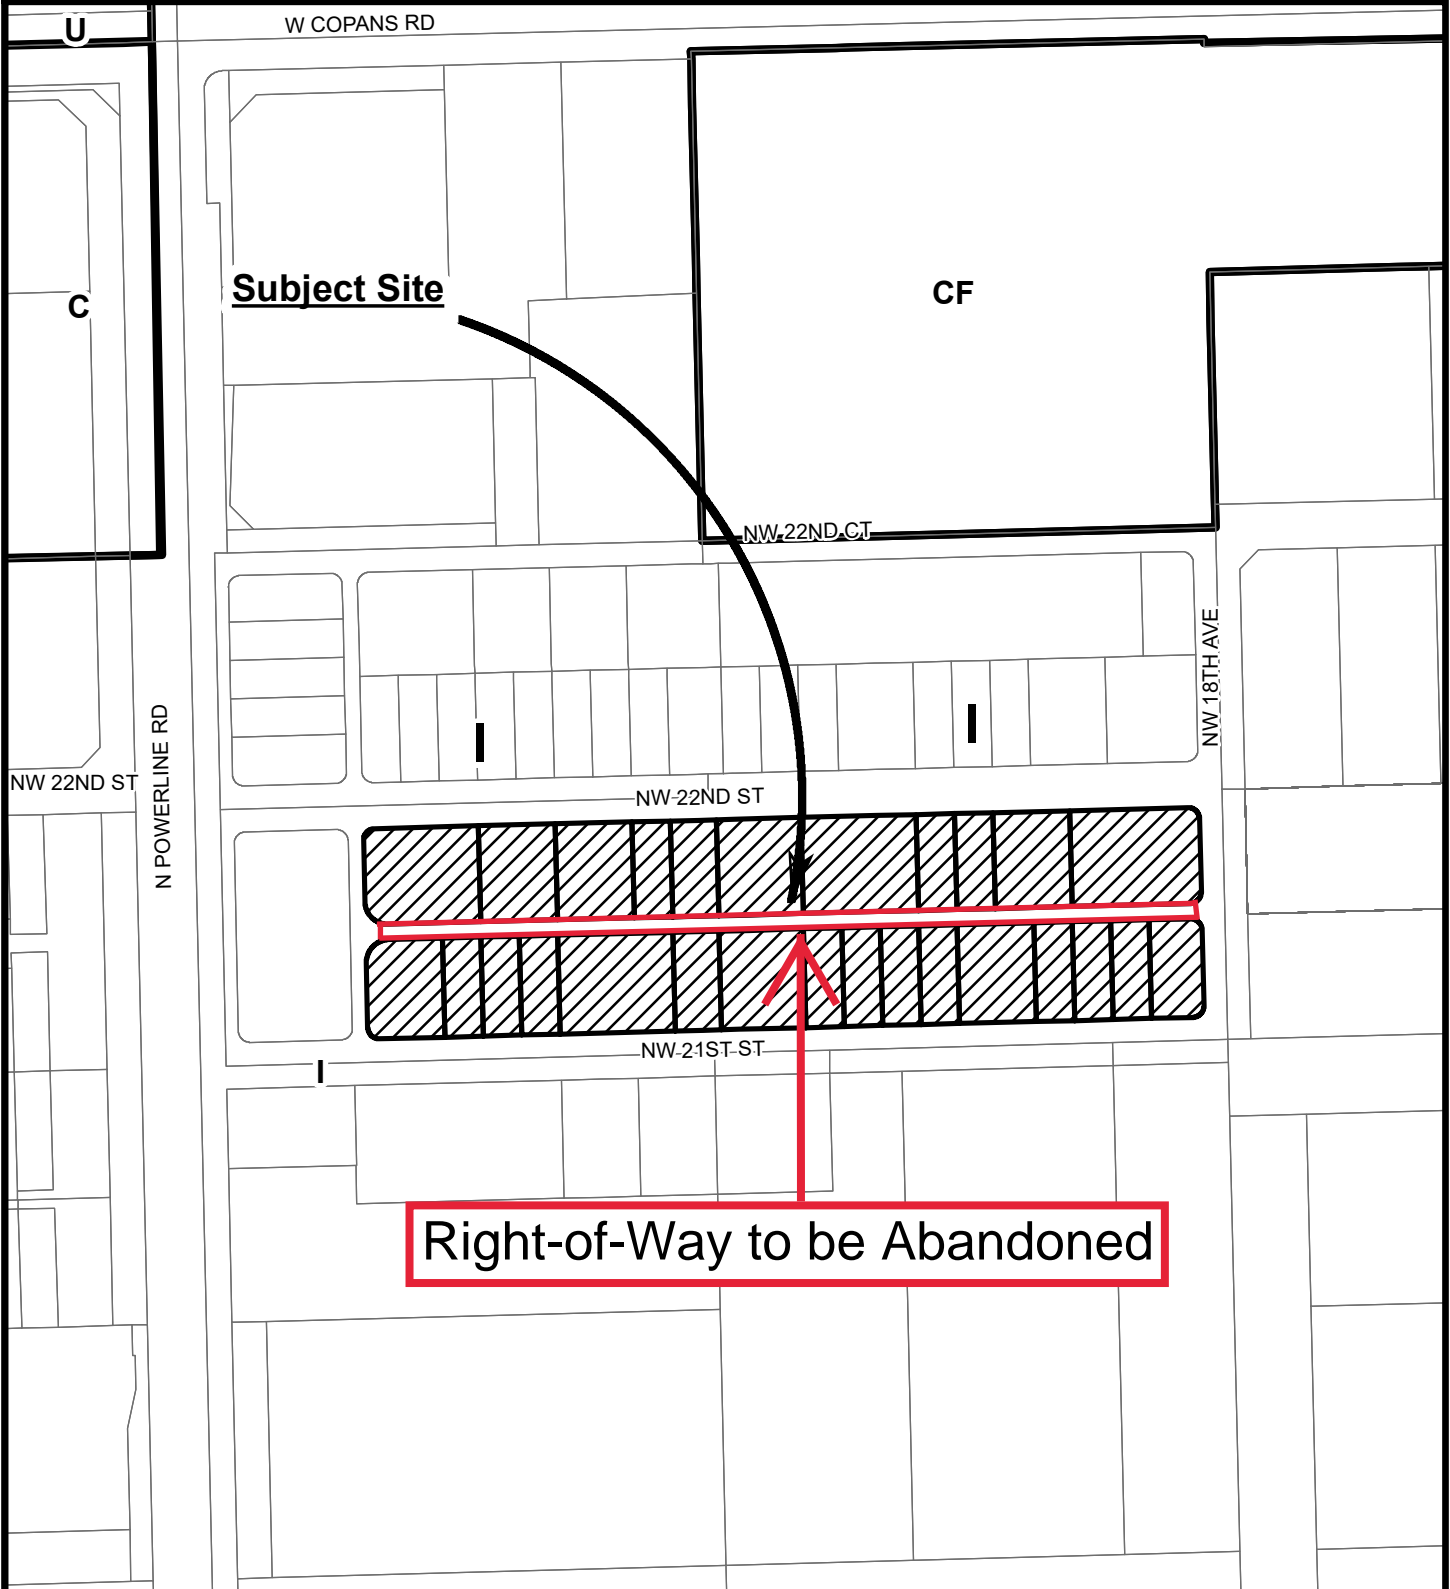 U
W COPANS RD
Subject Site
C
CF
NW 22ND CT
NW 18TH AVE
N POWERLINE RD
I
I
NW 22ND ST
NW 22ND ST
NW 21ST ST
I
Right-of-Way to be Abandoned